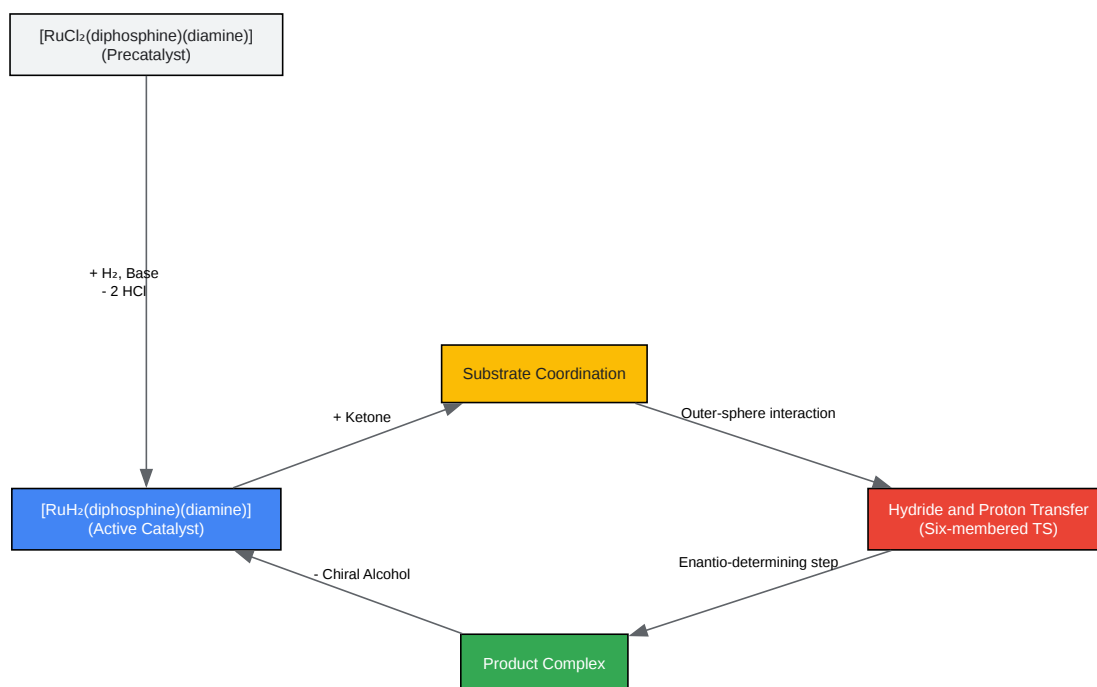 [RuCl₂(diphosphine)(diamine)]
(Precatalyst)
+ H₂, Base
- 2 HCl
Substrate Coordination
+ Ketone
Outer-sphere interaction
[RuH₂(diphosphine)(diamine)]
(Active Catalyst)
Hydride and Proton Transfer
(Six-membered TS)
Enantio-determining step
- Chiral Alcohol
Product Complex